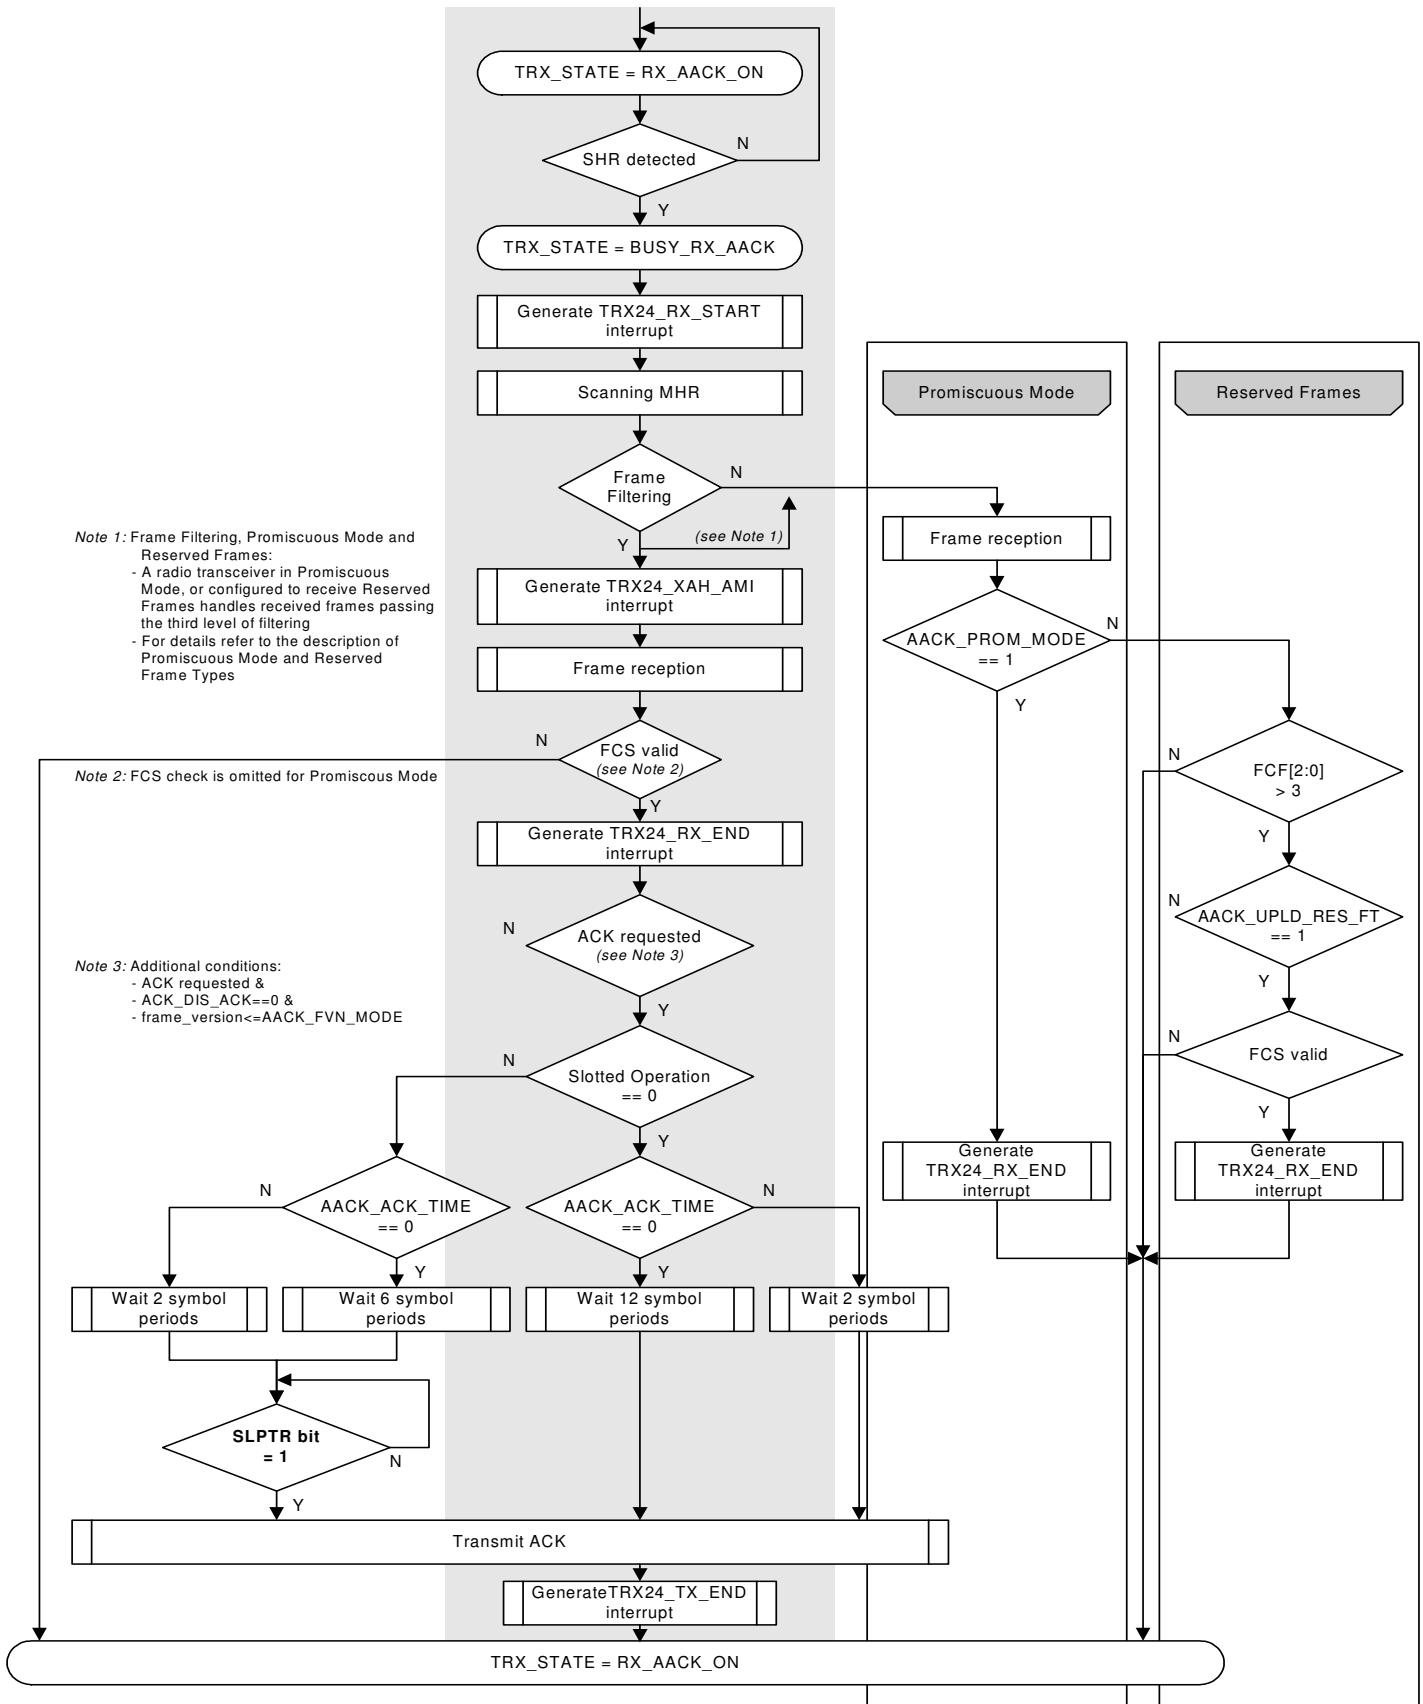 TRX_STATE = RX_AACK_ON
N
SHR detected
Y
TRX_STATE = BUSY_RX_AACK
Generate TRX24_RX_START
interrupt
Scanning MHR
Promiscuous Mode
Reserved Frames
N
Frame
Filtering
(see Note 1)
Y
Note 1: Frame Filtering, Promiscuous Mode and
Reserved Frames:
- A radio transceiver in Promiscuous
Mode, or configured to receive Reserved
Frames handles received frames passing
the third level of filtering
- For details refer to the description of
Promiscuous Mode and Reserved
Frame Types
Frame reception
Generate TRX24_XAH_AMI
interrupt
N
AACK_PROM_MODE
== 1
Y
Frame reception
N
FCS valid
(see Note 2)
Y
Note 2: FCS check is omitted for Promiscous Mode
N
FCF[2:0]
> 3
Y
Generate TRX24_RX_END
interrupt
N
AACK_UPLD_RES_FT
== 1
Y
N
ACK requested
(see Note 3)
Y
Note 3: Additional conditions:
- ACK requested &
- ACK_DIS_ACK==0 &
- frame_version<=AACK_FVN_MODE
N
FCS valid
Y
N
Slotted Operation
== 0
Y
Generate
TRX24_RX_END
interrupt
Generate
TRX24_RX_END
interrupt
N
AACK_ACK_TIME
== 0
Y
AACK_ACK_TIME
== 0
N
Y
Wait 2 symbol
periods
Wait 6 symbol
periods
Wait 12 symbol
periods
Wait 2 symbol
periods
SLPTR bit
= 1
N
Y
Transmit ACK
GenerateTRX24_TX_END
interrupt
TRX_STATE = RX_AACK_ON